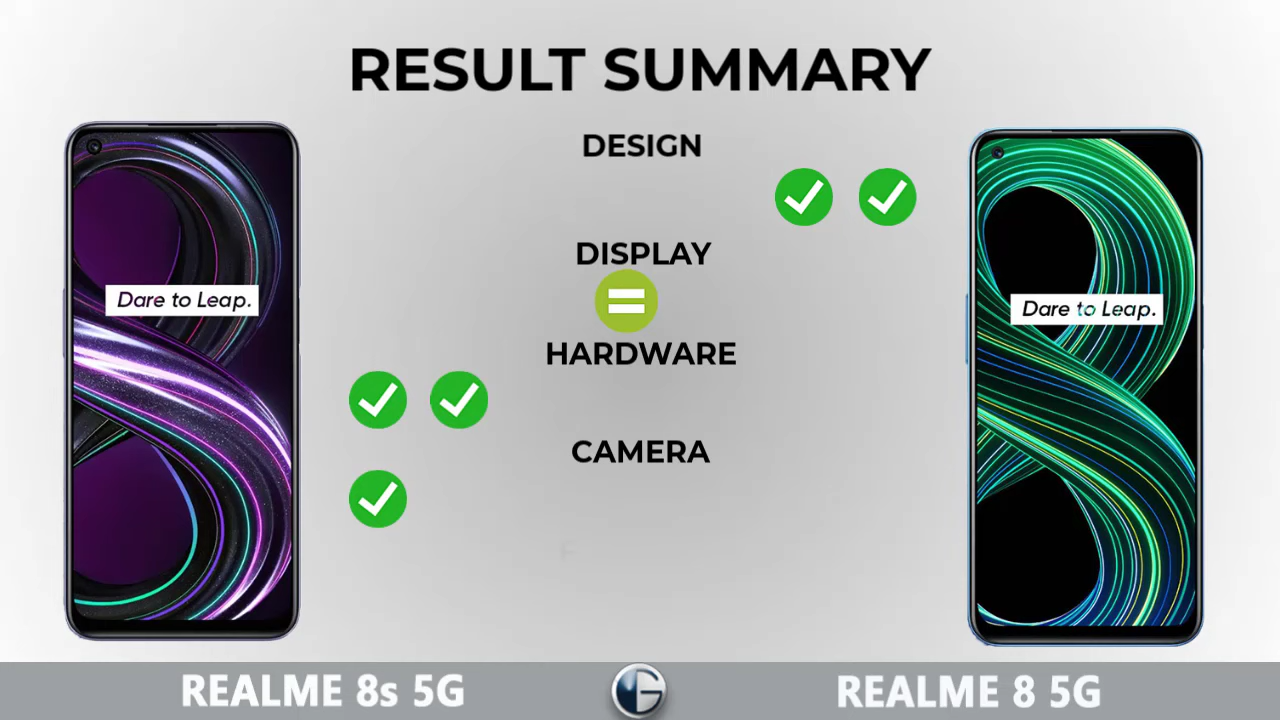 RESULT SUMMARY
DESIGN
DISPLAY
HARDWARE
CAMERA
Dare to Leap.
Dare to Leap.
REALME 8s 5G
REALME 8 5G